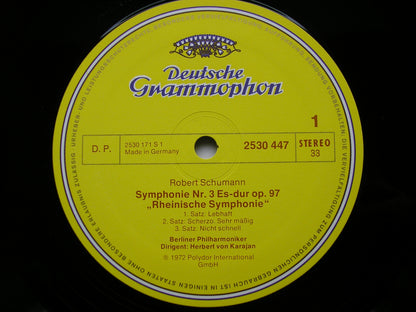 Deutsche
Grammophon
1
D. P.
2530 171 S 1
Made in Germany
2530 447
STEREO
33
Robert Schumann
Symphonie Nr. 3 Es-dur op. 97
„Rheinische Symphonie“
1. Satz: Lebhaft
2. Satz: Scherzo. Sehr mäßig
3. Satz: Nicht schnell
Berliner Philharmoniker
Dirigent: Herbert von Karajan
℗ 1972 Polydor International
GmbH